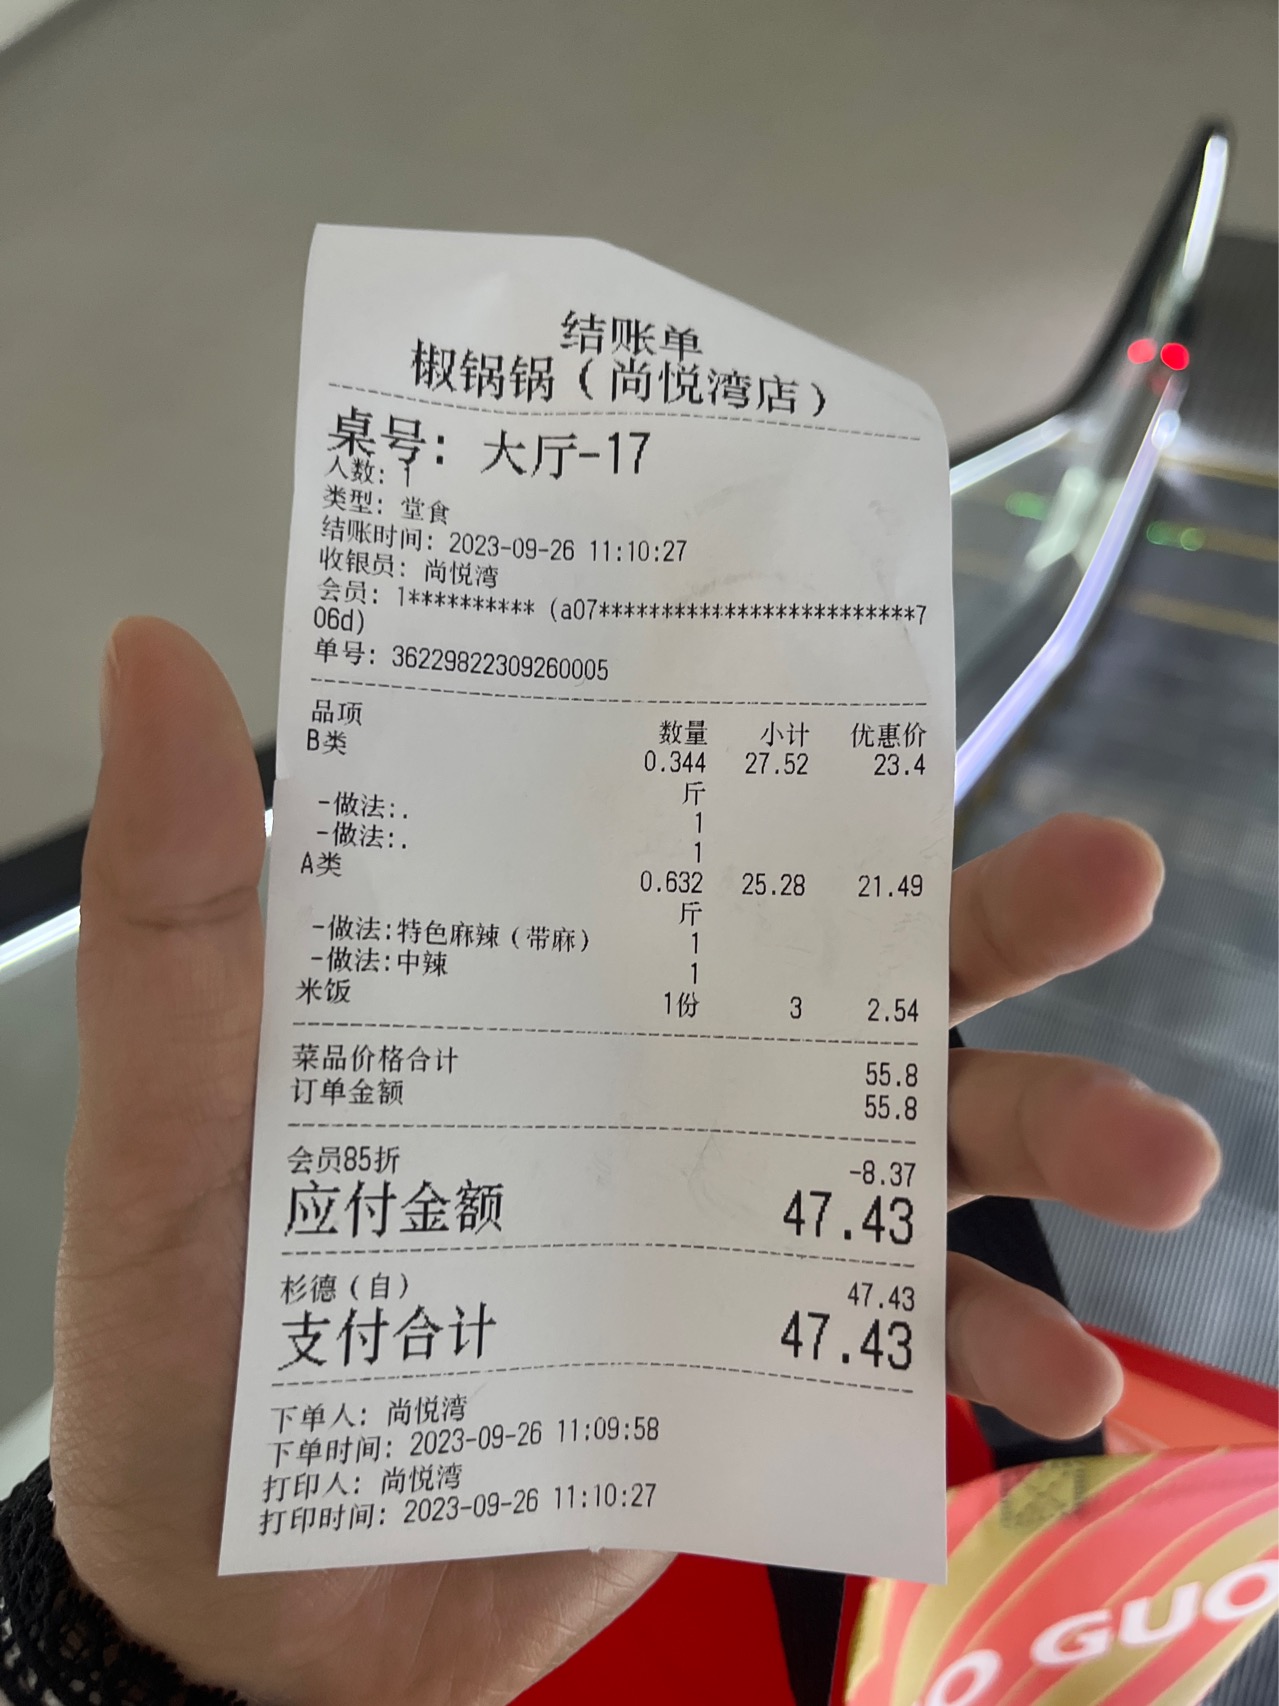 结账单
椒锅锅（尚悦湾店）
桌号：大厅-17
人数：1
类型：堂食
结账时间：2023-09-26 11:10:27
收银员：尚悦湾
会员：1********** (a07*************************7
06d)
单号：36229822309260005
品项 数量 小计 优惠价
B类 0.344 27.52 23.4
斤
-做法:. 1
-做法:. 1
A类 0.632 25.28 21.49
斤
-做法:特色麻辣（带麻） 1
-做法:中辣 1
米饭 1份 3 2.54
菜品价格合计 55.8
订单金额 55.8
会员85折 -8.37
应付金额 47.43
杉德（自） 47.43
支付合计 47.43
下单人：尚悦湾
下单时间：2023-09-26 11:09:58
打印人：尚悦湾
打印时间：2023-09-26 11:10:27
O GUO